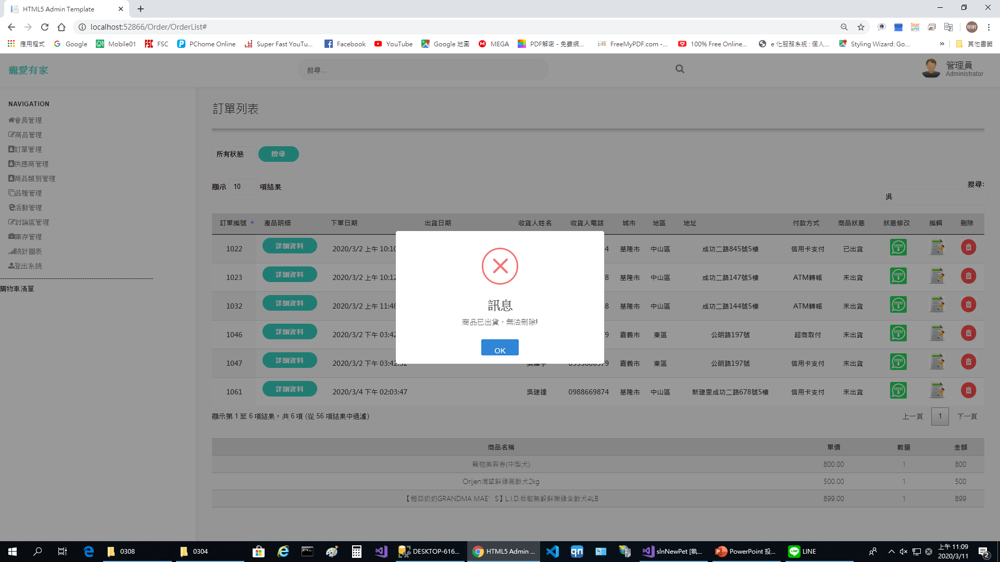 HTML5 Admin Template
localhost:52866/Order/OrderList#
明軒
應用程式 Google Mobile01 FSC PChome Online Super Fast YouTu... Facebook YouTube Google 地圖 MEGA PDF解密 - 免費網... FreeMyPDF.com -... 100% Free Online... e 化服務系統 : 個人... Styling Wizard: Go... » 其他書籤
寵愛有家
搜尋...
管理員
Administrator
NAVIGATION
會員管理
商品管理
訂單管理
供應商管理
商品類別管理
品種管理
活動管理
討論區管理
庫存管理
統計圖表
登出系統
購物車清單
訂單列表
所有狀態 搜尋
顯示 10 項結果
搜尋:
吳
訂單編號 產品明細 下單日期 出貨日期 收貨人姓名 收貨人電話 城市 地區 地址 付款方式 商品狀態 狀態修改 編輯 刪除
1022 詳細資料 2020/3/2 上午 10:10 4 基隆市 中山區 成功二路845號5樓 信用卡支付 已出貨
1023 詳細資料 2020/3/2 上午 10:12 8 基隆市 中山區 成功二路147號5樓 ATM轉帳 未出貨
1032 詳細資料 2020/3/2 上午 11:48 8 基隆市 中山區 成功二路144號5樓 ATM轉帳 未出貨
1046 詳細資料 2020/3/2 下午 03:42 9 嘉義市 東區 公明路197號 超商取付 未出貨
1047 詳細資料 2020/3/2 下午 03:42:52 嘉義市 東區 公明路197號 信用卡支付 未出貨
1061 詳細資料 2020/3/4 下午 02:03:47 吳建達 0988669874 基隆市 中山區 新建里成功二路678號5樓 信用卡支付 未出貨
訊息
商品已出貨，無法刪除!
OK
顯示第 1 至 6 項結果，共 6 項 (從 56 項結果中過濾)
上一頁 1 下一頁
商品名稱 單價 數量 金額
寵物美容券(中型犬) 800.00 1 800
Orijen渴望鮮雞高齡犬2kg 500.00 1 500
【梅亞奶奶GRANDMA MAE’S】L.I.D.低敏無穀鮮嫩雞全齡犬4LB 899.00 1 899
0308 0304 DESKTOP-616... HTML5 Admin ... qn slnNewPet [執... PowerPoint 投... LINE
上午 11:09
2020/3/11
2